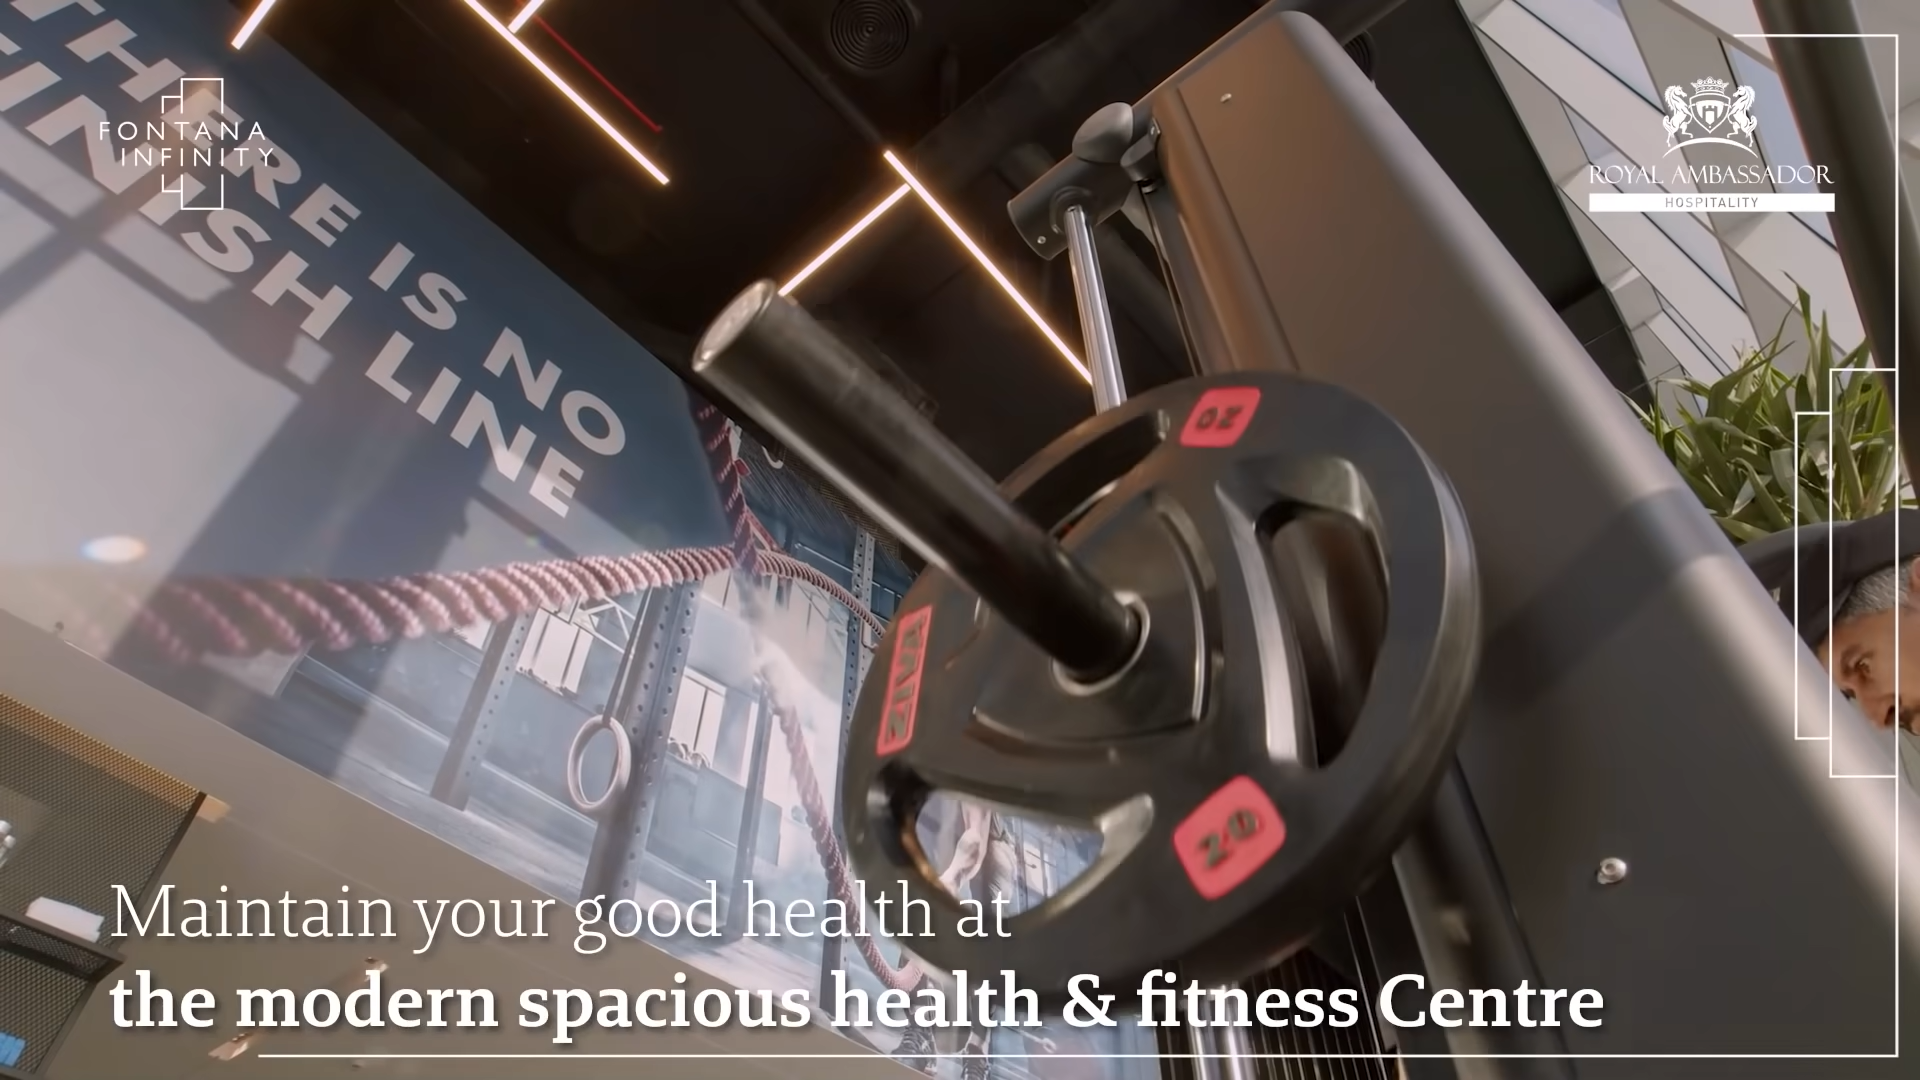 THERE IS NO
FINISH LINE
FONTANA
INFINITY
ROYAL AMBASSADOR
HOSPITALITY
20
ZIVA
20
Maintain your good health at
the modern spacious health & fitness Centre